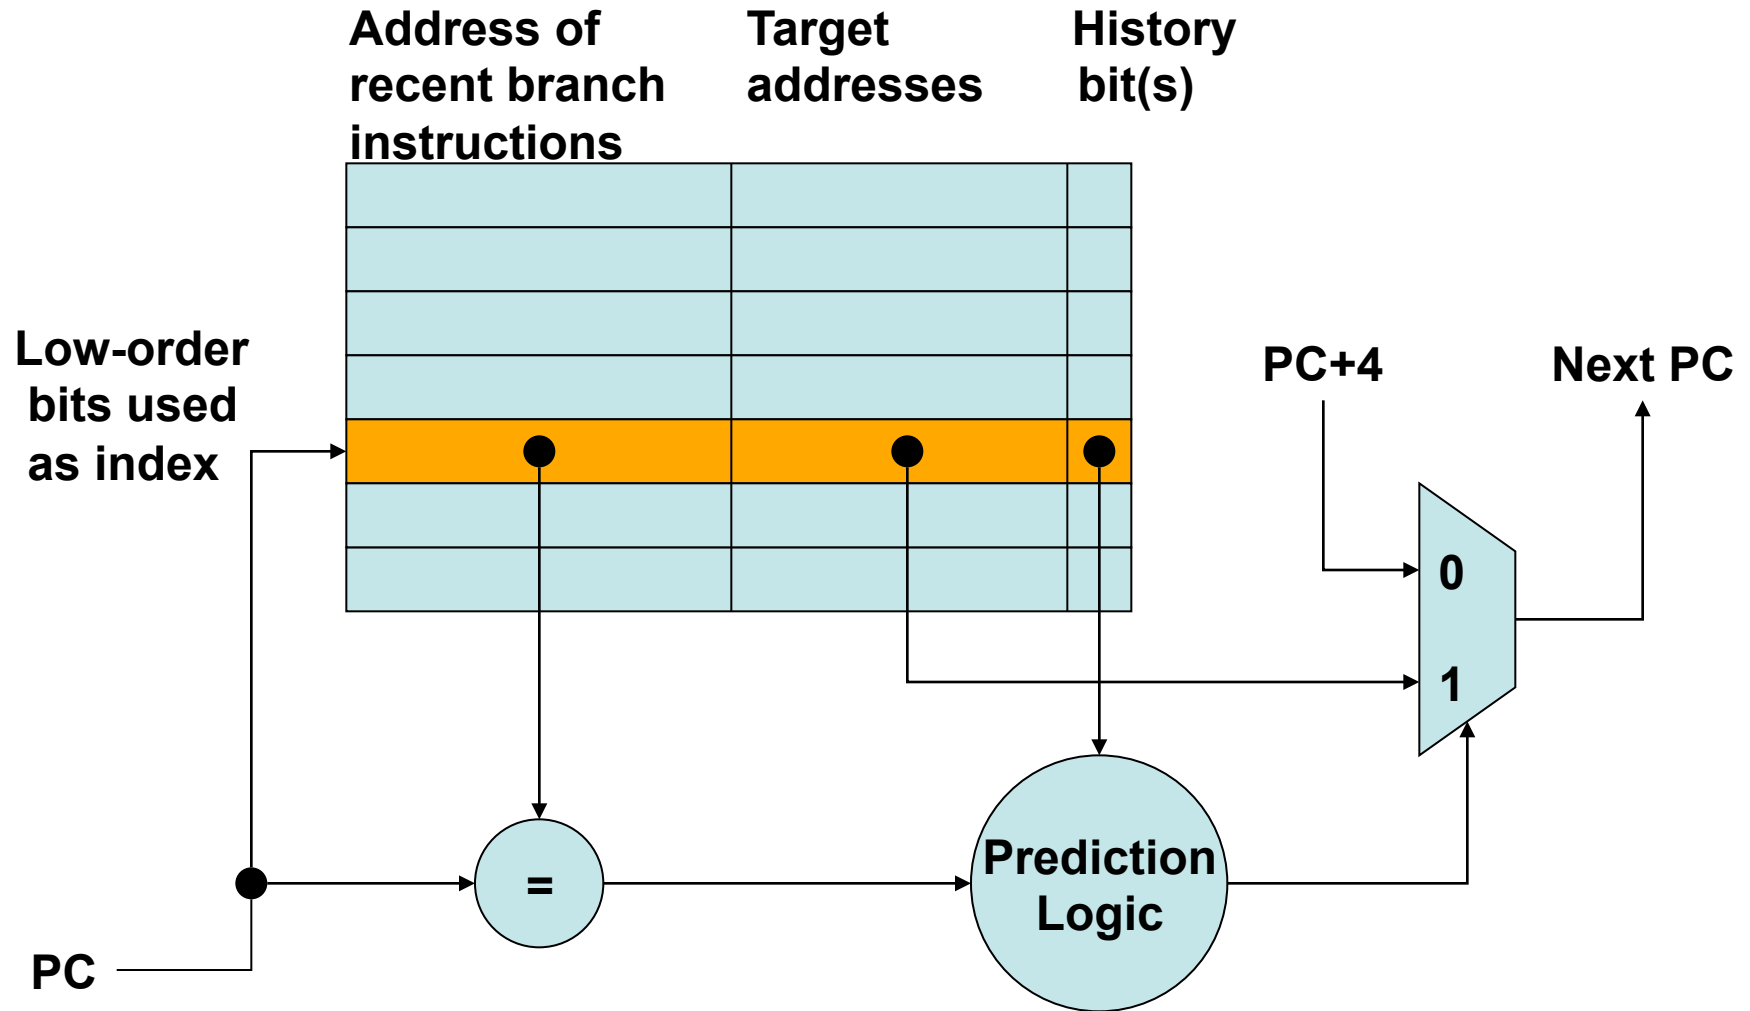 Address of
recent branch
instructions
Target
addresses
History
bit(s)
Low-order
bits used
as index
PC+4
Next PC
0
1
=
Prediction
Logic
PC